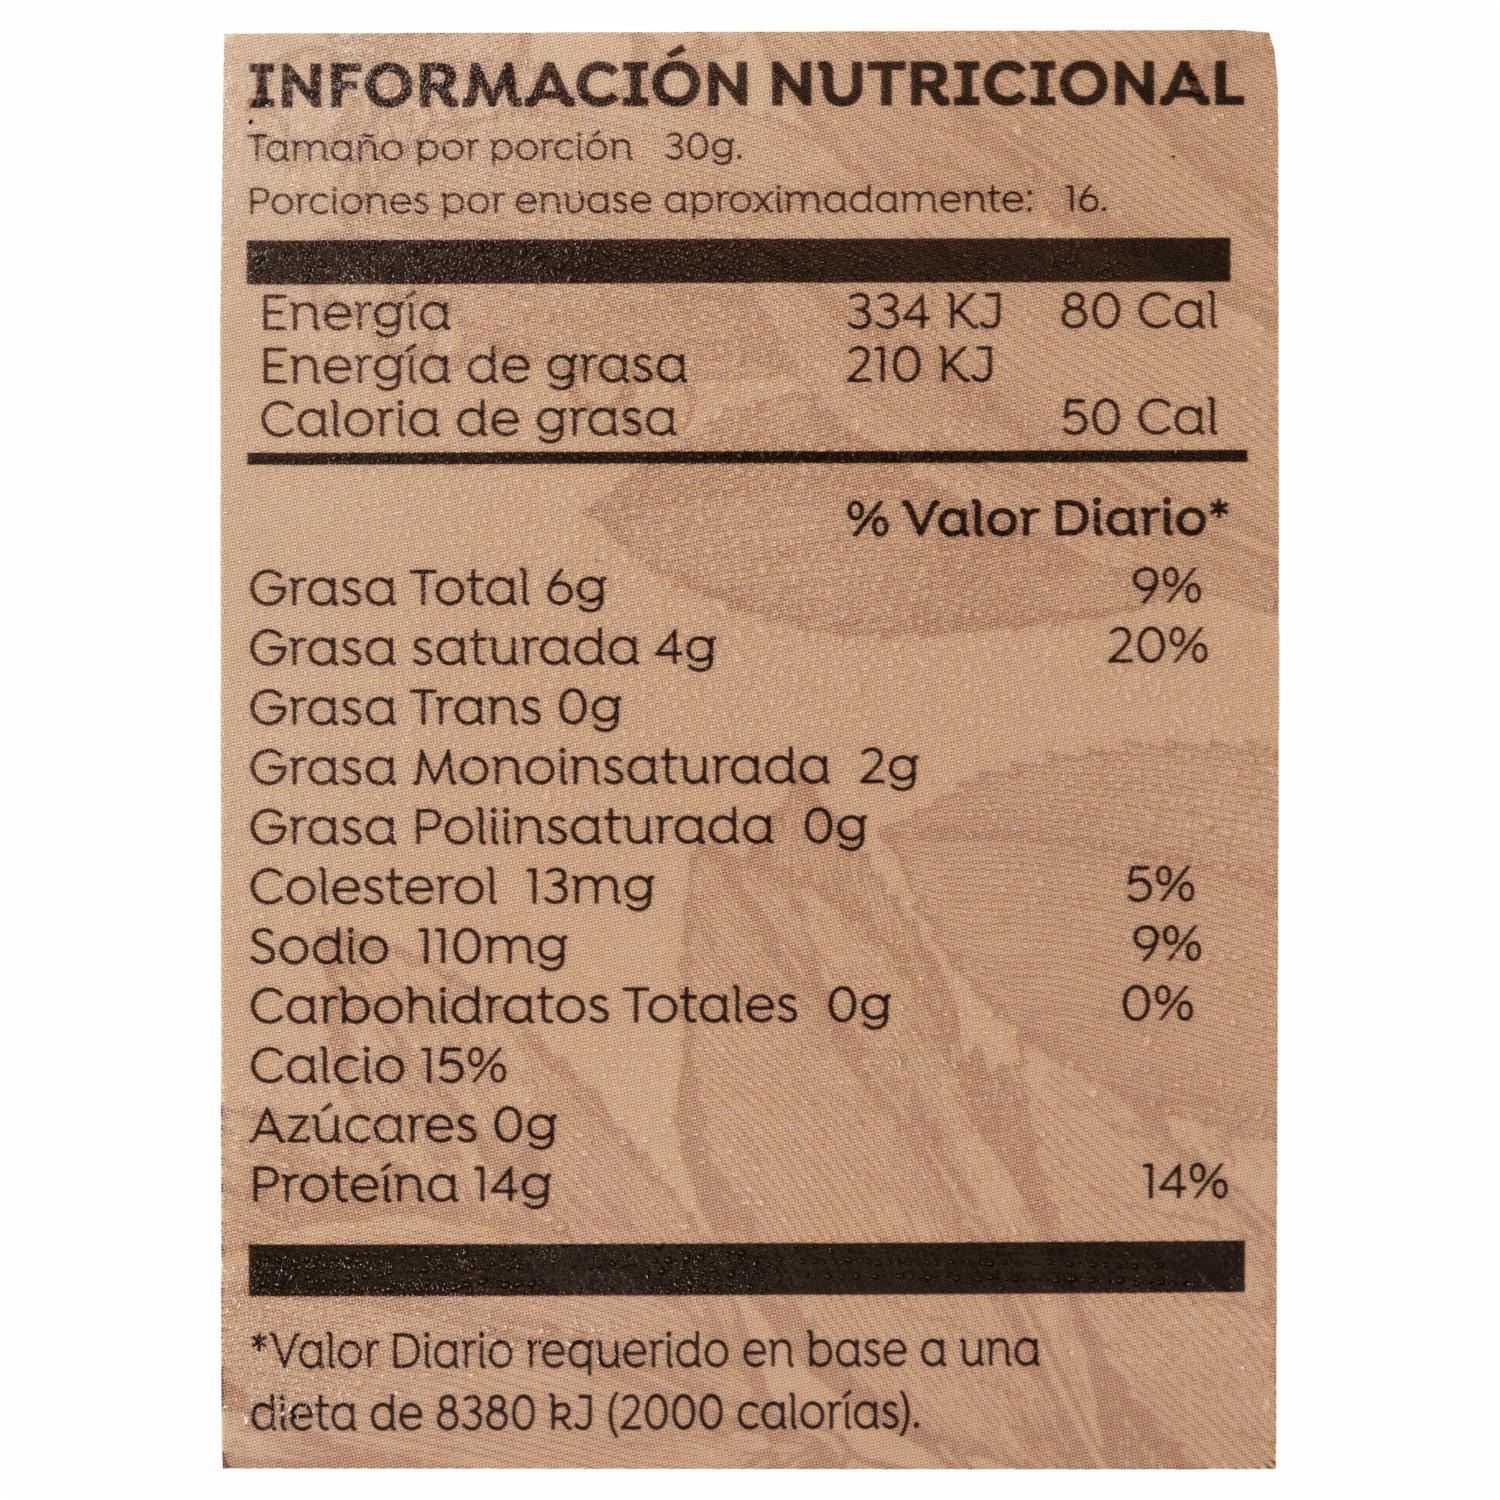 INFORMACIÓN NUTRICIONAL
Tamaño por porción 30g.
Porciones por envase aproximadamente: 16.
Energía 334 KJ 80 Cal
Energía de grasa 210 KJ
Caloria de grasa 50 Cal
% Valor Diario*
Grasa Total 6g 9%
Grasa saturada 4g 20%
Grasa Trans 0g
Grasa Monoinsaturada 2g
Grasa Poliinsaturada 0g
Colesterol 13mg 5%
Sodio 110mg 9%
Carbohidratos Totales 0g 0%
Calcio 15%
Azúcares 0g
Proteína 14g 14%
*Valor Diario requerido en base a una
dieta de 8380 kJ (2000 calorías).